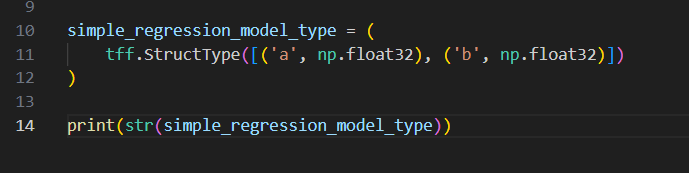 9
10 simple_regression_model_type = (
11     tff.StructType([('a', np.float32), ('b', np.float32)])
12 )
13
14 print(str(simple_regression_model_type))